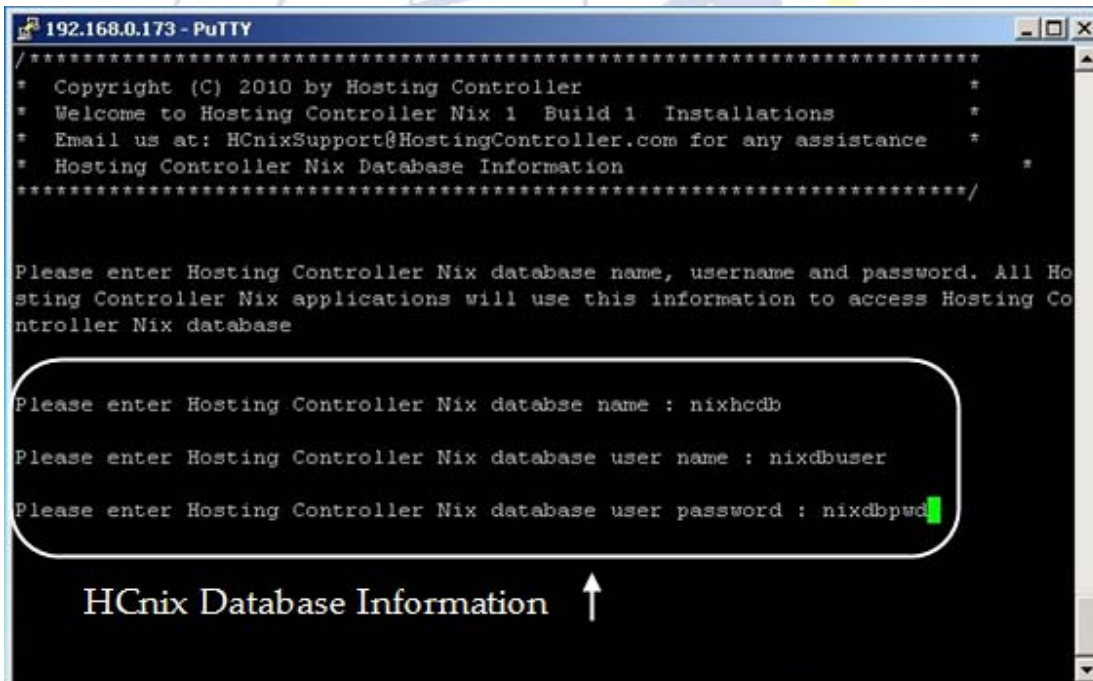 192.168.0.173 - PuTTY
/*************************************************************************
* Copyright (C) 2010 by Hosting Controller *
* Welcome to Hosting Controller Nix 1 Build 1 Installations *
* Email us at: HCnixSupport@HostingController.com for any assistance *
* Hosting Controller Nix Database Information *
*************************************************************************/
Please enter Hosting Controller Nix database name, username and password. All Ho
sting Controller Nix applications will use this information to access Hosting Co
ntroller Nix database
Please enter Hosting Controller Nix databse name : nixhcdb
Please enter Hosting Controller Nix database user name : nixdbuser
Please enter Hosting Controller Nix database user password : nixdbpwd
HCnix Database Information